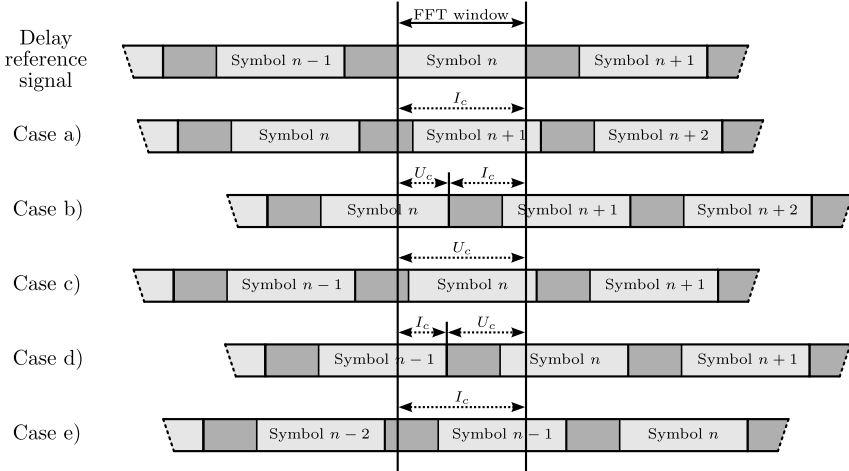 FFT window
Delay
reference
signal
Symbol n − 1 Symbol n Symbol n + 1
I_c
Case a) Symbol n Symbol n + 1 Symbol n + 2
U_c I_c
Case b) Symbol n Symbol n + 1 Symbol n + 2
U_c
Case c) Symbol n − 1 Symbol n Symbol n + 1
I_c U_c
Case d) Symbol n − 1 Symbol n Symbol n + 1
I_c
Case e) Symbol n − 2 Symbol n − 1 Symbol n